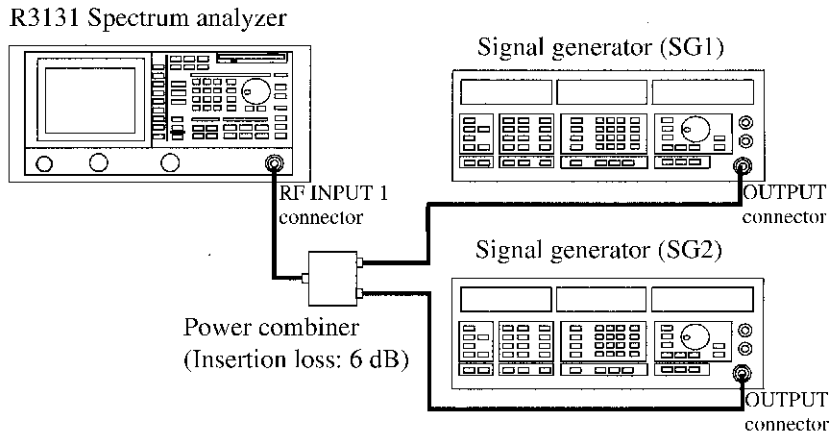 R3131 Spectrum analyzer
Signal generator (SG1)
RF INPUT 1
connector
OUTPUT
connector
Signal generator (SG2)
Power combiner
(Insertion loss: 6 dB)
OUTPUT
connector